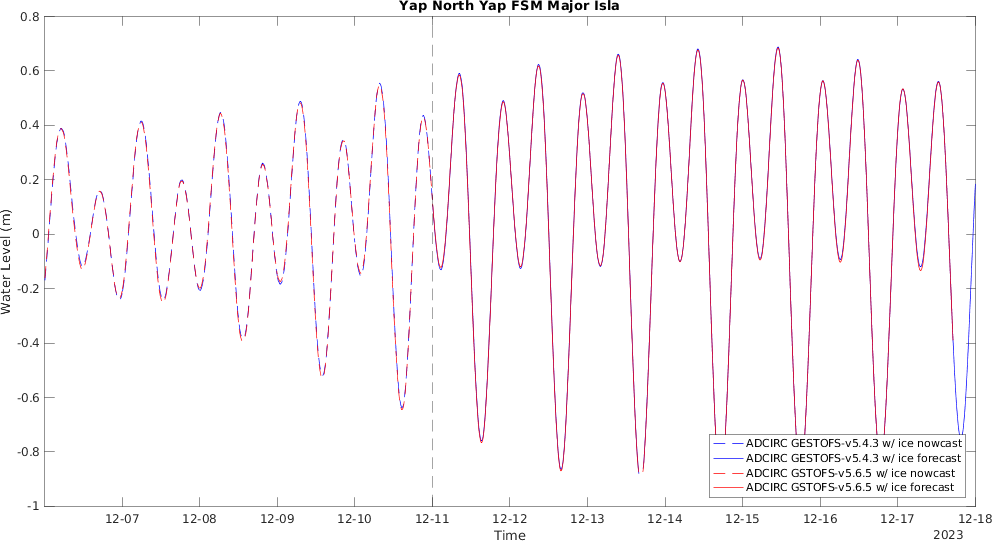 Yap North Yap FSM Major Isla
0.8
0.6
0.4
0.2
0
-0.2
-0.4
-0.6
-0.8
-1
Water Level (m)
12-07 12-08 12-09 12-10 12-11 12-12 12-13 12-14 12-15 12-16 12-17 12-18
Time
2023
ADCIRC GESTOFS-v5.4.3 w/ ice nowcast
ADCIRC GESTOFS-v5.4.3 w/ ice forecast
ADCIRC GSTOFS-v5.6.5 w/ ice nowcast
ADCIRC GSTOFS-v5.6.5 w/ ice forecast